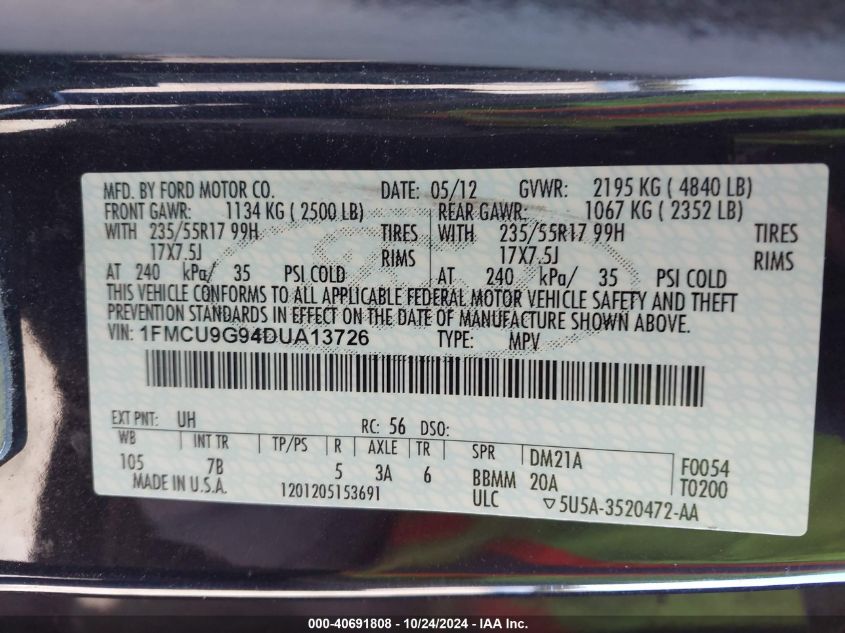 MFD. BY FORD MOTOR CO. DATE: 05/12 GVWR: 2195 KG ( 4840 LB)
FRONT GAWR: 1134 KG ( 2500 LB) REAR GAWR: 1067 KG ( 2352 LB)
WITH 235/55R17 99H TIRES WITH 235/55R17 99H TIRES
17X7.5J RIMS 17X7.5J RIMS
AT 240 kPa/ 35 PSI COLD AT 240 kPa/ 35 PSI COLD
THIS VEHICLE CONFORMS TO ALL APPLICABLE FEDERAL MOTOR VEHICLE SAFETY AND THEFT
PREVENTION STANDARDS IN EFFECT ON THE DATE OF MANUFACTURE SHOWN ABOVE.
VIN: 1FMCU9G94DUA13726 TYPE: MPV
EXT PNT: UH RC: 56 DSO:
WB INT TR TP/PS R AXLE TR SPR DM21A F0054
105 7B 5 3A 6 BBMM 20A T0200
MADE IN U.S.A. 1201205153691 ULC ▽5U5A-3520472-AA
000-40691808 - 10/24/2024 - IAA Inc.